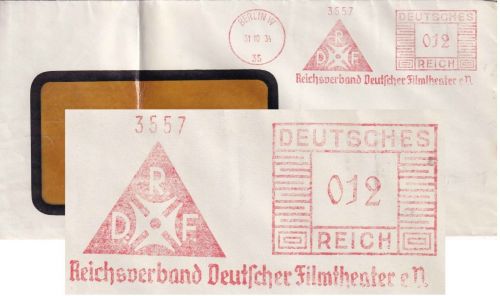 BERLIN W
31.10.34
35
3557
R
D F
Reichsverband Deutscher Filmtheater e.V.
DEUTSCHES
012
REICH
3557
R
D F.
Reichsverband Deutscher Filmtheater e.V.
DEUTSCHES
012
REICH